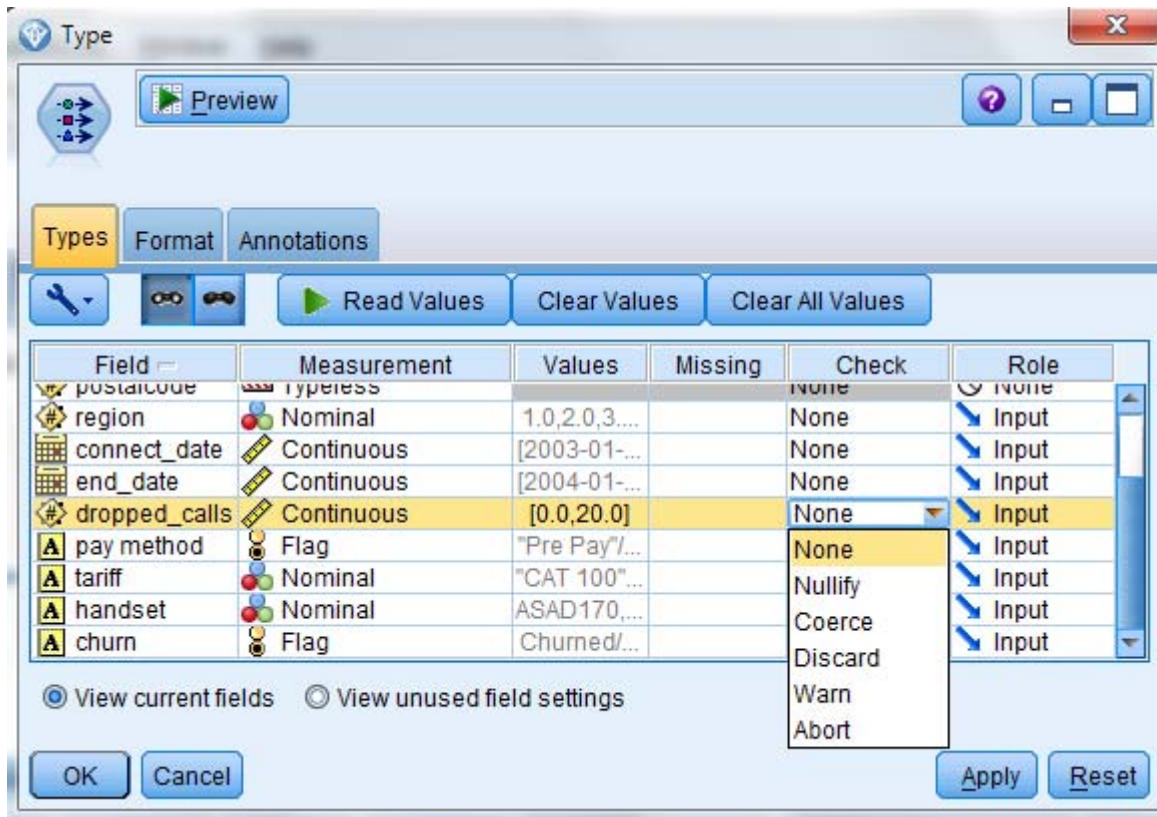 Type
Preview
Types Format Annotations
Read Values Clear Values Clear All Values
Field Measurement Values Missing Check Role
postalcode Typeless None None
region Nominal 1.0,2.0,3.... None Input
connect_date Continuous [2003-01-... None Input
end_date Continuous [2004-01-... None Input
dropped_calls Continuous [0.0,20.0] None Input
pay method Flag "Pre Pay"/... None Input
tariff Nominal "CAT 100"... Nullify Input
handset Nominal ASAD170,... Coerce Input
churn Flag Churned/... Discard Input
View current fields View unused field settings Warn
Abort
OK Cancel Apply Reset